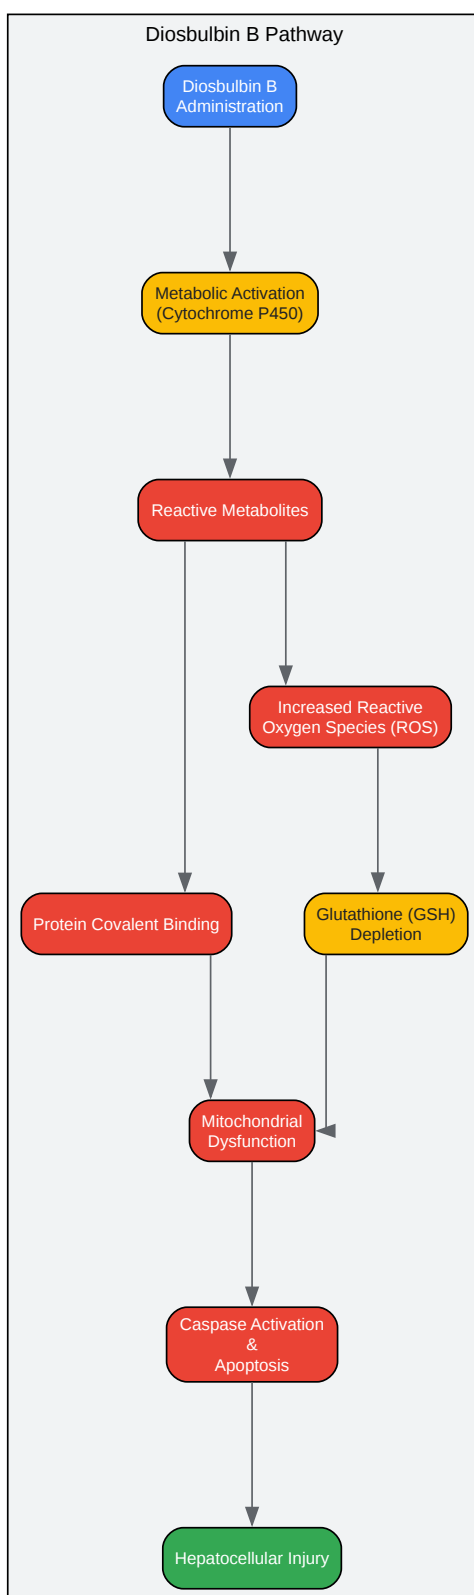 Diosbulbin B Pathway
Diosbulbin B
Administration
Metabolic Activation
(Cytochrome P450)
Reactive Metabolites
Increased Reactive
Oxygen Species (ROS)
Protein Covalent Binding
Glutathione (GSH)
Depletion
Mitochondrial
Dysfunction
Caspase Activation
&
Apoptosis
Hepatocellular Injury